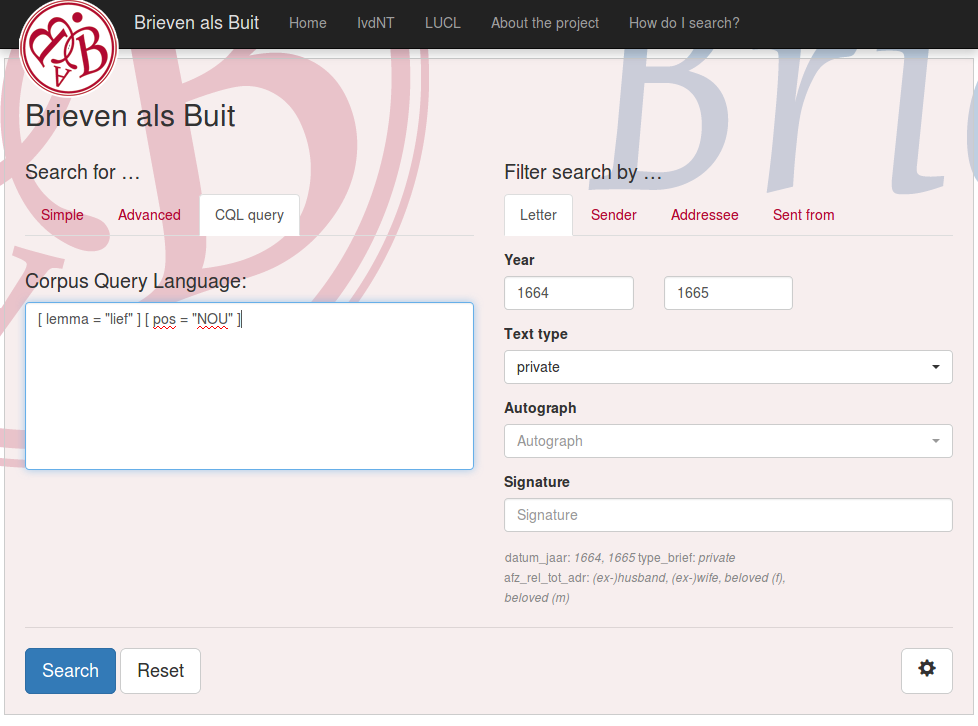 Brieven als Buit Home IvdNT LUCL About the project How do I search?
A B A
Brieven als Buit
Search for …
Simple Advanced CQL query
Corpus Query Language:
[ lemma = "lief" ] [ pos = "NOU" ]
Filter search by …
Letter Sender Addressee Sent from
Year
1664 1665
Text type
private
Autograph
Autograph
Signature
Signature
datum_jaar: 1664, 1665 type_brief: private
afz_rel_tot_adr: (ex-)husband, (ex-)wife, beloved (f),
beloved (m)
Search Reset